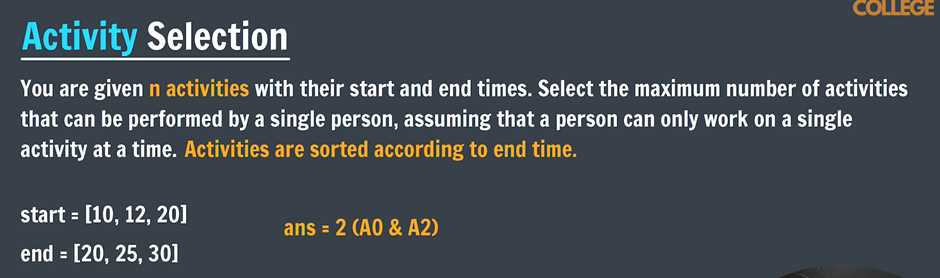 COLLEGE
Activity Selection
You are given n activities with their start and end times. Select the maximum number of activities
that can be performed by a single person, assuming that a person can only work on a single
activity at a time. Activities are sorted according to end time.
start = [10, 12, 20]
ans = 2 (A0 & A2)
end = [20, 25, 30]